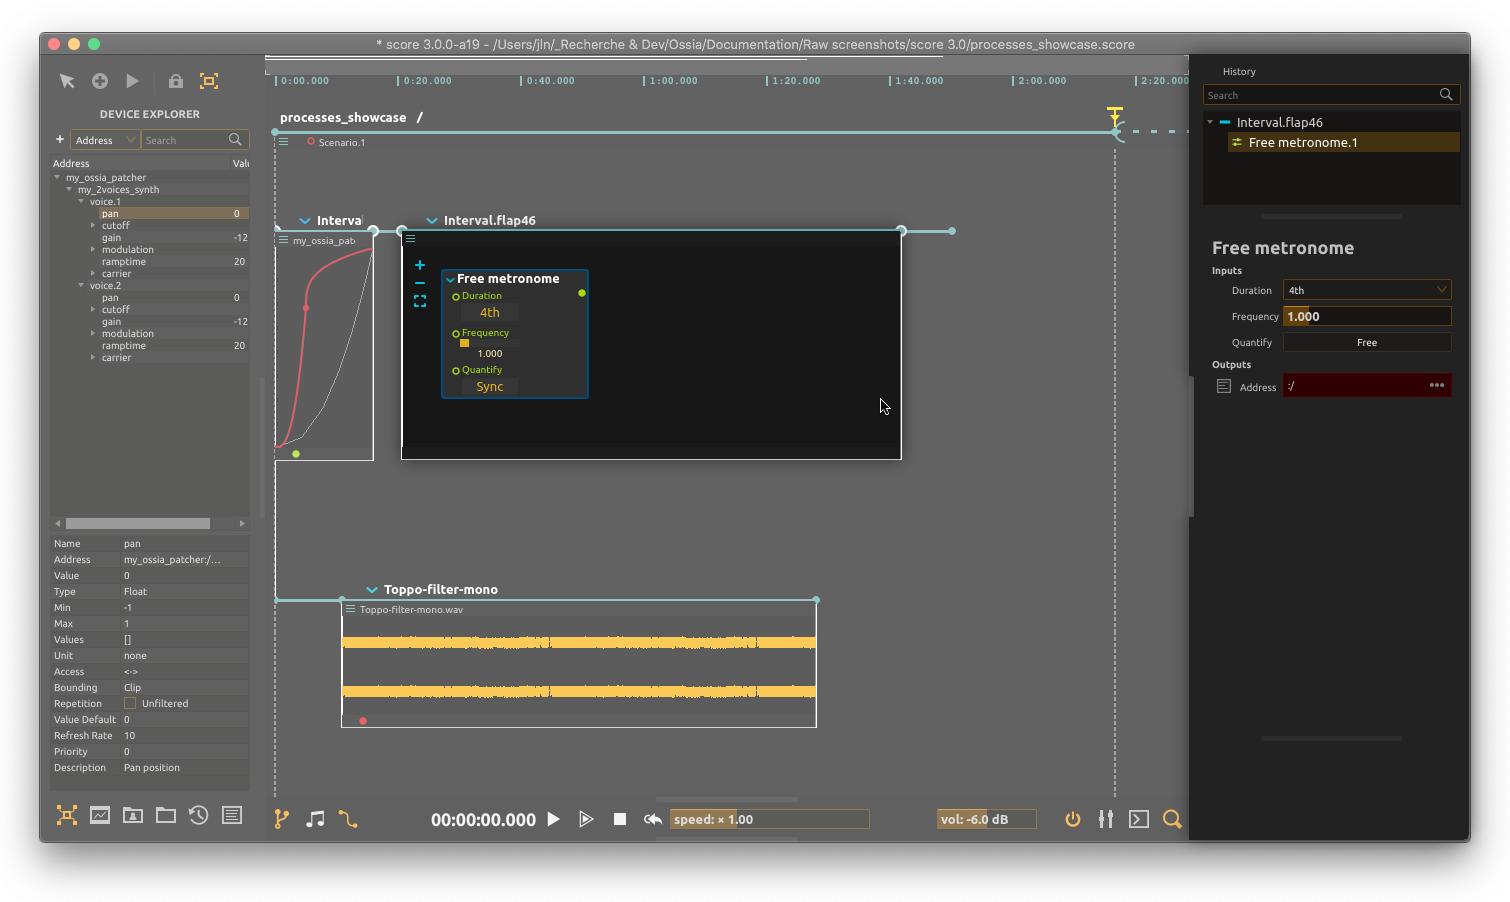 * score 3.0.0-a19 - /Users/jln/_Recherche & Dev/Ossia/Documentation/Raw screenshots/score 3.0/processes_showcase.score
DEVICE EXPLORER
+ Address Search
Address Valu
my_ossia_patcher
my_2voices_synth
voice.1
pan 0
cutoff
gain -12
modulation
ramptime 20
carrier
voice.2
pan 0
cutoff
gain -12
modulation
ramptime 20
carrier
Name pan
Address my_ossia_patcher:/...
Value 0
Type Float
Min -1
Max 1
Values []
Unit none
Access <->
Bounding Clip
Repetition Unfiltered
Value Default 0
Refresh Rate 10
Priority 0
Description Pan position
0:00.000 0:20.000 0:40.000 1:00.000 1:20.000 1:40.000 2:00.000 2:20.000
processes_showcase /
Scenario.1
Interval
my_ossia_patc
Interval.flap46
Free metronome
Duration
4th
Frequency
1.000
Quantify
Sync
Toppo-filter-mono
Toppo-filter-mono.wav
00:00:00.000 speed: × 1.00 vol: -6.0 dB
History
Search
Interval.flap46
Free metronome.1
Free metronome
Inputs
Duration 4th
Frequency 1.000
Quantify Free
Outputs
Address :/ •••